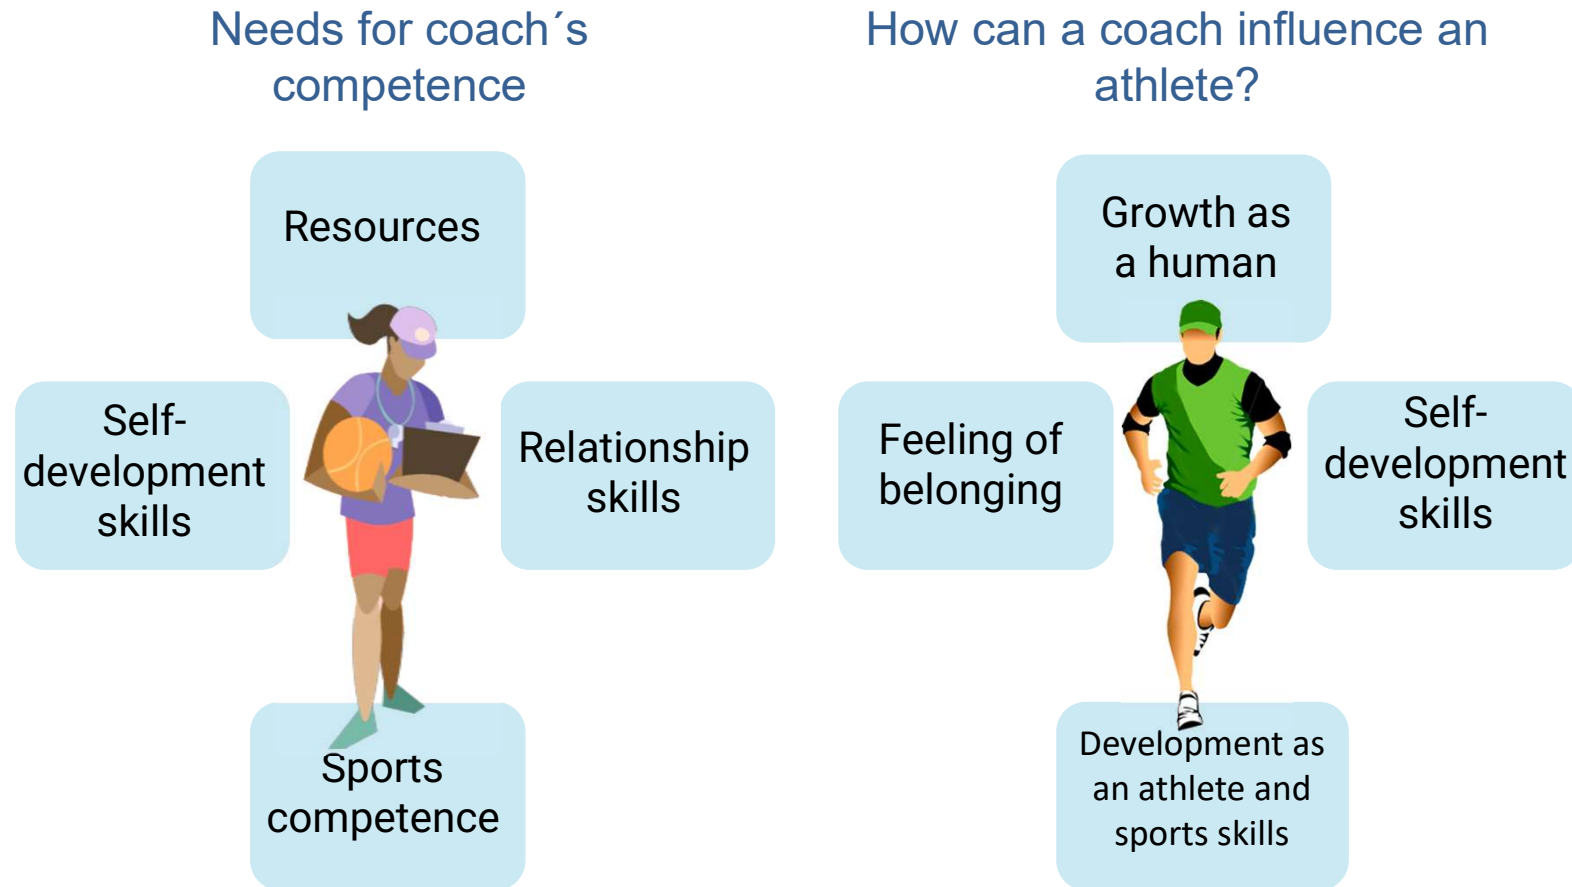 Needs for coach´s
competence
Resources
Self-
development
skills
Relationship
skills
Sports
competence
How can a coach influence an
athlete?
Growth as
a human
Feeling of
belonging
Self-
development
skills
Development as
an athlete and
sports skills